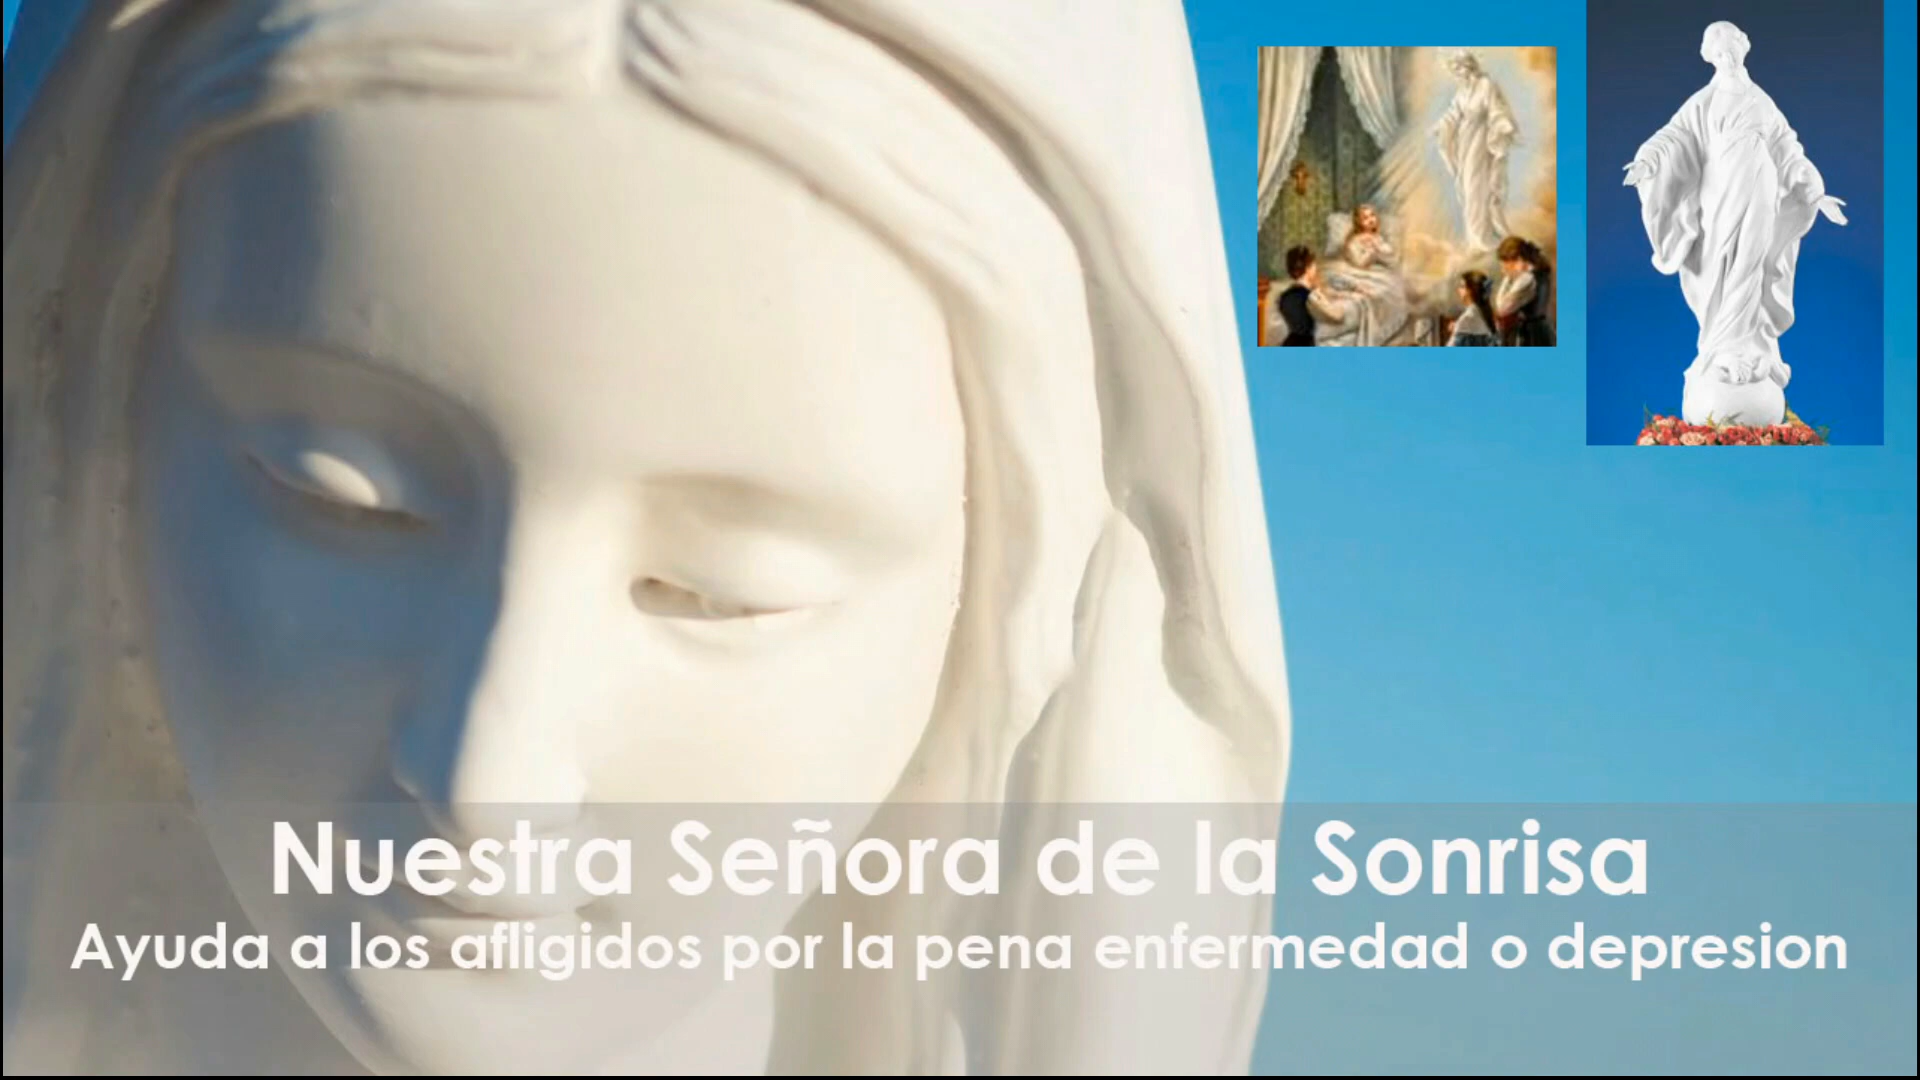 Nuestra Señora de la Sonrisa
Ayuda a los afligidos por la pena enfermedad o depresion